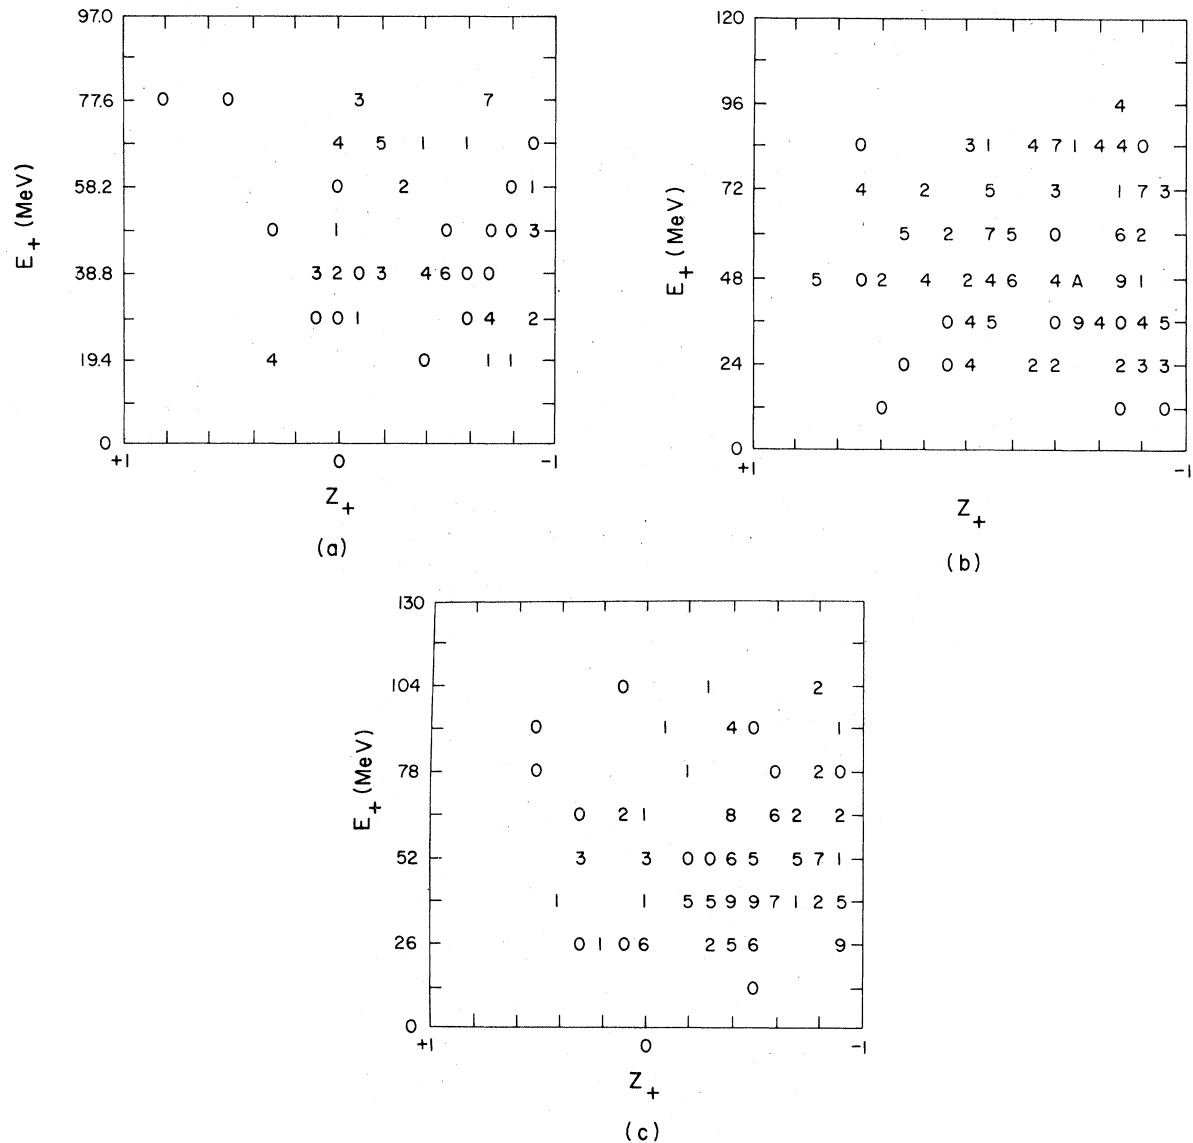 97.0
77.6 0 0 3 7
4 5 1 1 0
58.2 0 2 0 1
0 1 0 0 0 3
38.8 3 2 0 3 4 6 0 0
0 0 1 0 4 2
19.4 4 0 1 1
0
+1 0 -1
E+ (MeV)
Z+
(a)
120
96 4
0 3 1 4 7 1 4 4 0
72 4 2 5 3 1 7 3
5 2 7 5 0 6 2
48 5 0 2 4 2 4 6 4 A 9 1
0 4 5 0 9 4 0 4 5
24 0 0 4 2 2 2 3 3
0 0 0
0
+1 -1
E+ (MeV)
Z+
(b)
130
104 0 1 2
0 1 4 0 1
78 0 1 0 2 0
0 2 1 8 6 2 2
52 3 3 0 0 6 5 5 7 1
1 1 5 5 9 9 7 1 2 5
26 0 1 0 6 2 5 6 9
0
0
+1 0 -1
E+ (MeV)
Z+
(c)